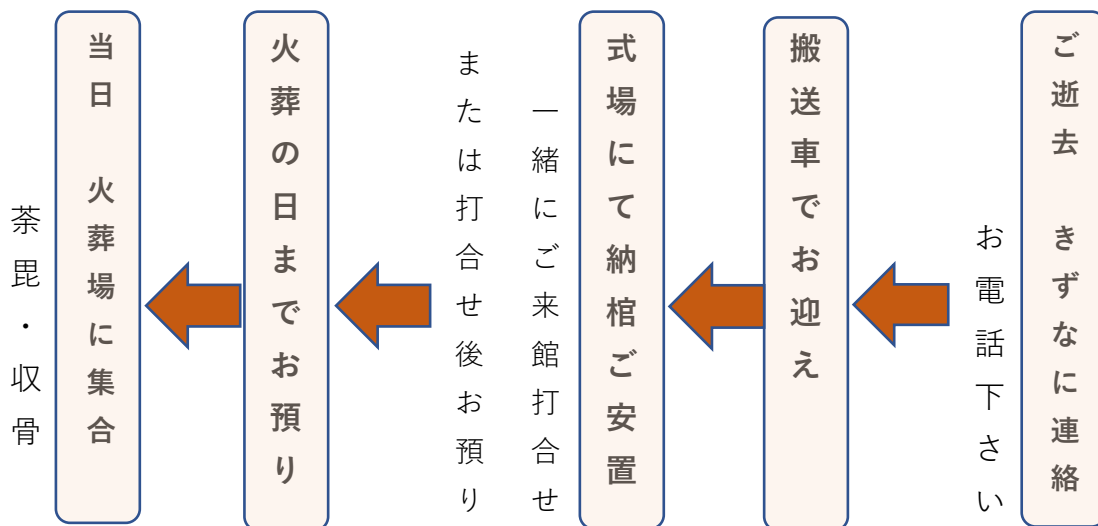 ご逝去　きずなに連絡
お電話下さい
搬送車でお迎え
式場にて納棺ご安置
一緒にご来館打合せ
または打合せ後お預り
火葬の日までお預り
当日　火葬場に集合
荼毘・収骨